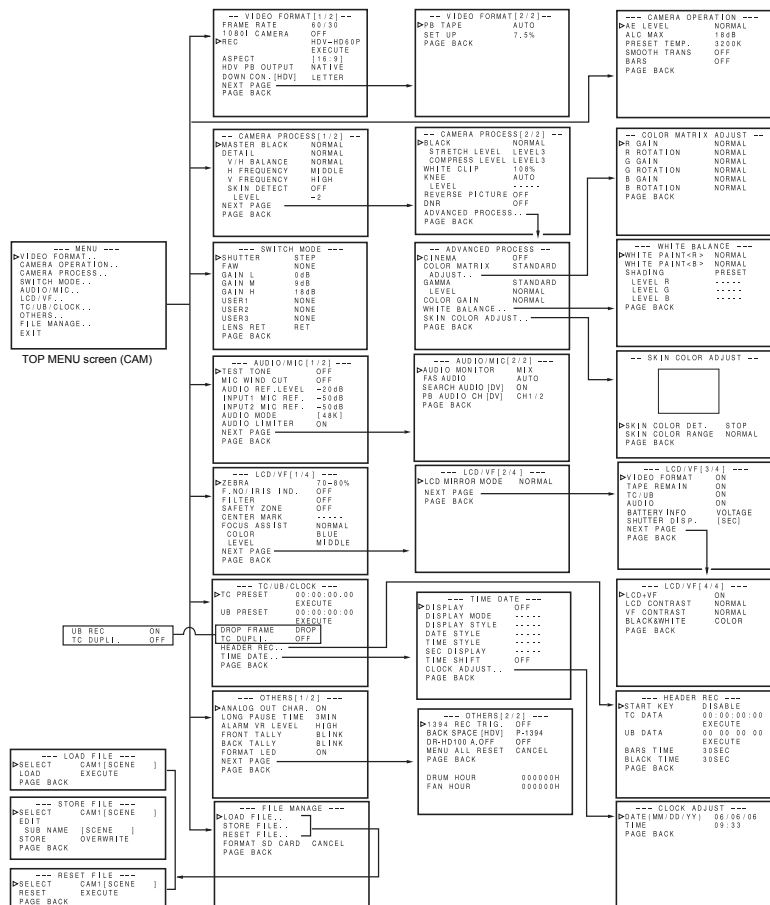 -- VIDEO FORMAT[1/2] --
FRAME RATE 60/30
1080I CAMERA OFF
REC HDV-HD60P
EXECUTE
ASPECT [16:9]
HDV PB OUTPUT NATIVE
DOWN CON.[HDV] LETTER
NEXT PAGE
PAGE BACK
-- VIDEO FORMAT[2/2] --
PB TAPE AUTO
SET UP 7.5%
PAGE BACK
--- CAMERA OPERATION ---
AE LEVEL NORMAL
ALC MAX 18dB
PRESET TEMP. 3200K
SMOOTH TRANS OFF
BARS OFF
PAGE BACK
-- CAMERA PROCESS[1/2] --
MASTER BLACK NORMAL
DETAIL NORMAL
V/H BALANCE NORMAL
H FREQUENCY MIDDLE
V FREQUENCY HIGH
SKIN DETECT OFF
LEVEL -2
NEXT PAGE
PAGE BACK
-- CAMERA PROCESS[2/2] --
BLACK NORMAL
STRETCH LEVEL LEVEL3
COMPRESS LEVEL LEVEL3
WHITE CLIP 108%
KNEE AUTO
LEVEL -----
REVERSE PICTURE OFF
DNR OFF
ADVANCED PROCESS..
PAGE BACK
-- COLOR MATRIX ADJUST --
R GAIN NORMAL
R ROTATION NORMAL
G GAIN NORMAL
G ROTATION NORMAL
B GAIN NORMAL
B ROTATION NORMAL
PAGE BACK
--- MENU ---
VIDEO FORMAT..
CAMERA OPERATION..
CAMERA PROCESS..
SWITCH MODE..
AUDIO/MIC..
LCD/VF..
TC/UB/CLOCK..
OTHERS..
FILE MANAGE..
EXIT
TOP MENU screen (CAM)
--- SWITCH MODE ---
SHUTTER STEP
FAW NONE
GAIN L 0dB
GAIN M 9dB
GAIN H 18dB
USER1 NONE
USER2 NONE
USER3 NONE
LENS RET RET
PAGE BACK
-- ADVANCED PROCESS --
CINEMA OFF
COLOR MATRIX STANDARD
ADJUST..
GAMMA STANDARD
LEVEL NORMAL
COLOR GAIN NORMAL
WHITE BALANCE..
SKIN COLOR ADJUST..
PAGE BACK
--- WHITE BALANCE ---
WHITE PAINT<R> NORMAL
WHITE PAINT<B> NORMAL
SHADING PRESET
LEVEL R -----
LEVEL G -----
LEVEL B -----
PAGE BACK
--- AUDIO/MIC[1/2] ---
TEST TONE OFF
MIC WIND CUT OFF
AUDIO REF.LEVEL -20dB
INPUT1 MIC REF. -50dB
INPUT2 MIC REF. -50dB
AUDIO MODE [48K]
AUDIO LIMITER ON
NEXT PAGE
PAGE BACK
--- AUDIO/MIC[2/2] ---
AUDIO MONITOR MIX
FAS AUDIO AUTO
SEARCH AUDIO [DV] ON
PB AUDIO CH [DV] CH1/2
PAGE BACK
-- SKIN COLOR ADJUST --
SKIN COLOR DET. STOP
SKIN COLOR RANGE NORMAL
PAGE BACK
--- LCD/VF[1/4] ---
ZEBRA 70-80%
F.NO/IRIS IND. OFF
FILTER OFF
SAFETY ZONE OFF
CENTER MARK -----
FOCUS ASSIST NORMAL
COLOR BLUE
LEVEL MIDDLE
NEXT PAGE
PAGE BACK
--- LCD/VF[2/4] ---
LCD MIRROR MODE NORMAL
NEXT PAGE
PAGE BACK
--- LCD/VF[3/4] ---
VIDEO FORMAT ON
TAPE REMAIN ON
TC/UB ON
AUDIO ON
BATTERY INFO VOLTAGE
SHUTTER DISP. [SEC]
NEXT PAGE
PAGE BACK
UB REC ON
TC DUPLI. OFF
--- TC/UB/CLOCK ---
TC PRESET 00:00:00.00
EXECUTE
UB PRESET 00:00:00:00
EXECUTE
DROP FRAME DROP
TC DUPLI. OFF
HEADER REC..
TIME DATE..
PAGE BACK
--- TIME DATE ---
DISPLAY OFF
DISPLAY MODE -----
DISPLAY STYLE -----
DATE STYLE -----
TIME STYLE -----
SEC DISPLAY -----
TIME SHIFT OFF
CLOCK ADJUST..
PAGE BACK
--- LCD/VF[4/4] ---
LCD+VF ON
LCD CONTRAST NORMAL
VF CONTRAST NORMAL
BLACK&WHITE COLOR
PAGE BACK
--- OTHERS[1/2] ---
ANALOG OUT CHAR. ON
LONG PAUSE TIME 3MIN
ALARM VR LEVEL HIGH
FRONT TALLY BLINK
BACK TALLY BLINK
FORMAT LED ON
NEXT PAGE
PAGE BACK
--- OTHERS[2/2] ---
1394 REC TRIG. OFF
BACK SPACE [HDV] P-1394
DR-HD100 A.OFF OFF
MENU ALL RESET CANCEL
PAGE BACK
DRUM HOUR 000000H
FAN HOUR 000000H
--- HEADER REC ---
START KEY DISABLE
TC DATA 00:00:00:00
EXECUTE
UB DATA 00 00 00 00
EXECUTE
BARS TIME 30SEC
BLACK TIME 30SEC
PAGE BACK
--- LOAD FILE ---
SELECT CAM1[SCENE ]
LOAD EXECUTE
PAGE BACK
--- STORE FILE ---
SELECT CAM1[SCENE ]
EDIT
SUB NAME [SCENE ]
STORE OVERWRITE
PAGE BACK
--- RESET FILE ---
SELECT CAM1[SCENE ]
RESET EXECUTE
PAGE BACK
--- FILE MANAGE ---
LOAD FILE..
STORE FILE..
RESET FILE..
FORMAT SD CARD CANCEL
PAGE BACK
--- CLOCK ADJUST ---
DATE(MM/DD/YY) 06/06/06
TIME 09:33
PAGE BACK